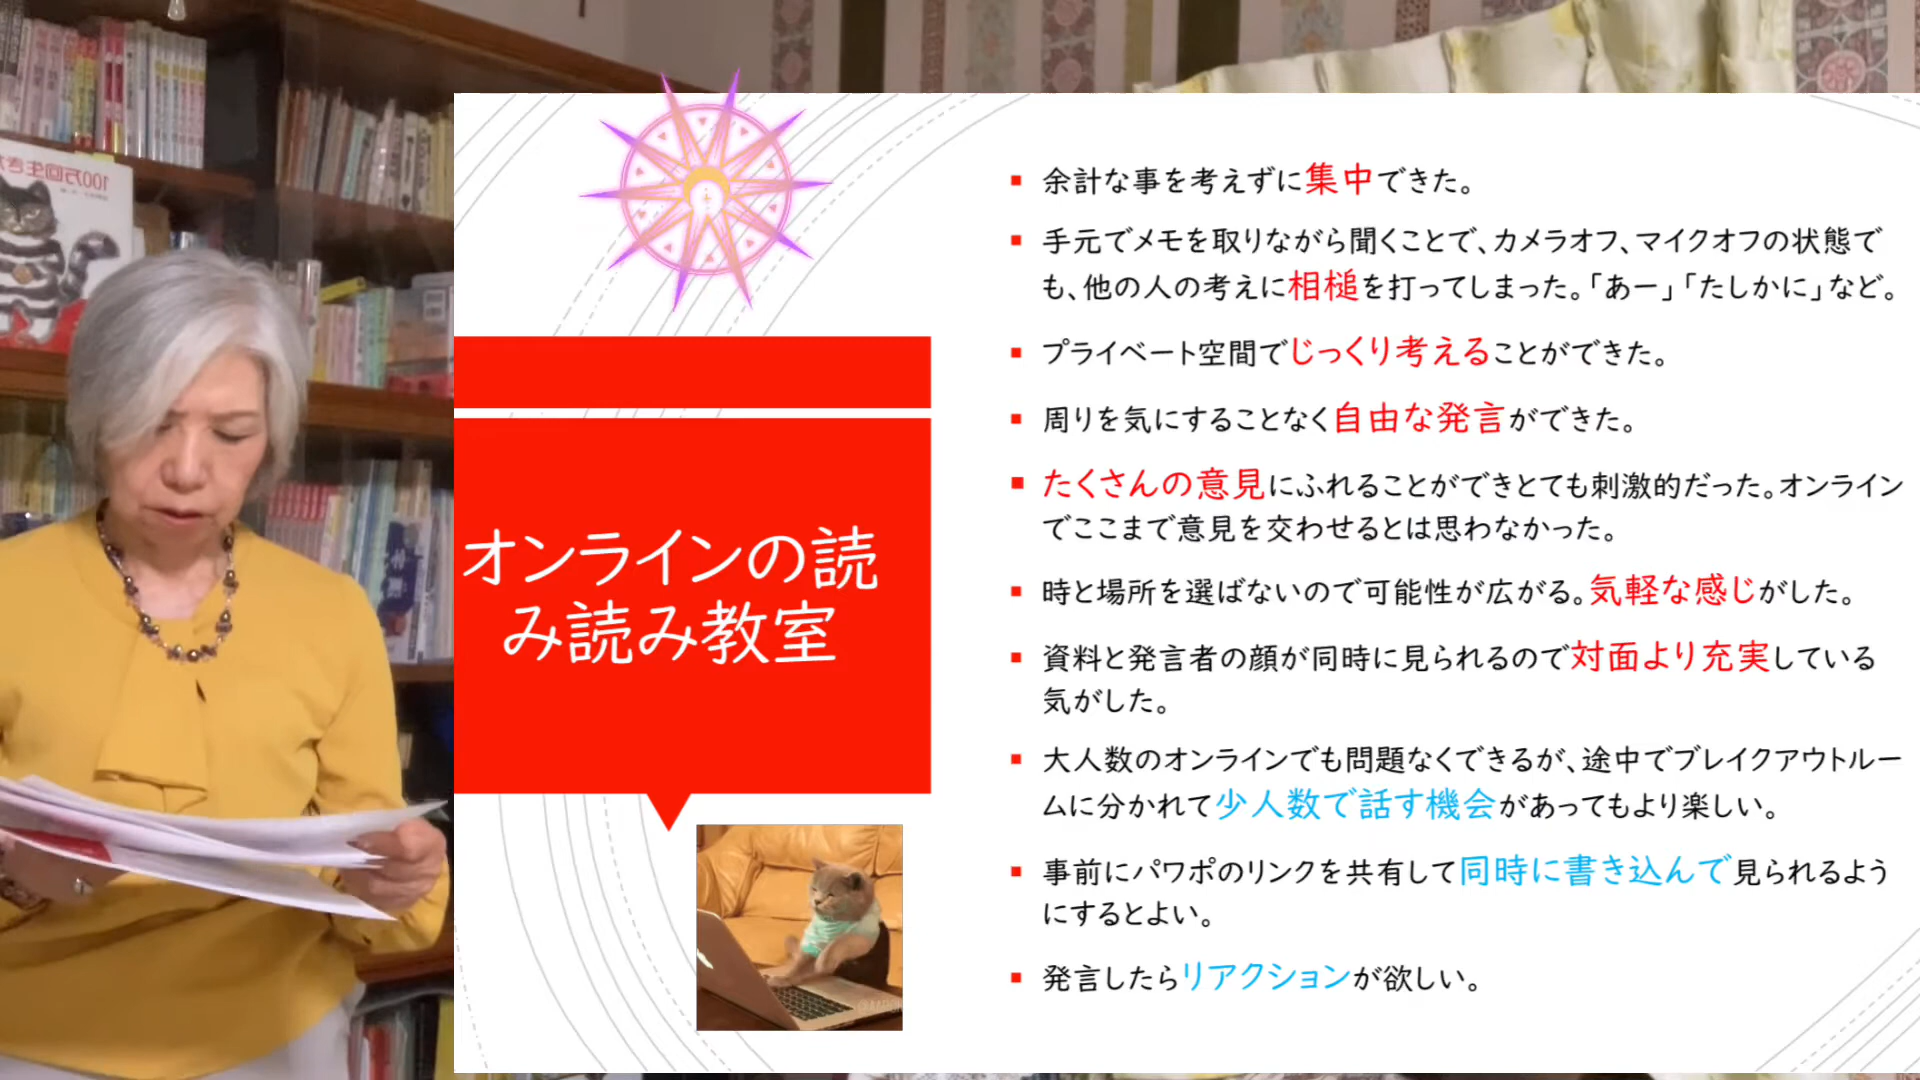 オンラインの読
み読み教室
余計な事を考えずに集中できた。
手元でメモを取りながら聞くことで、カメラオフ、マイクオフの状態で
も、他の人の考えに相槌を打ってしまった。「あー」「たしかに」など。
プライベート空間でじっくり考えることができた。
周りを気にすることなく自由な発言ができた。
たくさんの意見にふれることができとても刺激的だった。オンライン
でここまで意見を交わせるとは思わなかった。
時と場所を選ばないので可能性が広がる。気軽な感じがした。
資料と発言者の顔が同時に見られるので対面より充実している
気がした。
大人数のオンラインでも問題なくできるが、途中でブレイクアウトルー
ムに分かれて少人数で話す機会があってもより楽しい。
事前にパワポのリンクを共有して同時に書き込んで見られるよう
にするとよい。
発言したらリアクションが欲しい。